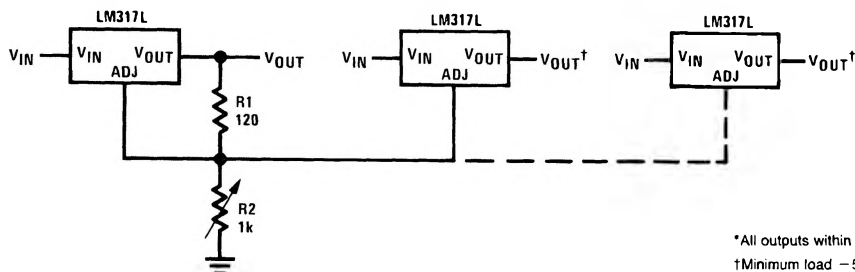 LM317L
LM317L
LM317L
VIN
VIN
VOUT
ADJ
VOUT
VIN
VIN
VOUT
ADJ
VOUT†
VIN
VIN
VOUT
ADJ
VOUT†
R1
120
R2
1k
*All outputs within
†Minimum load −5